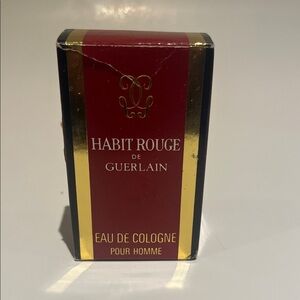 HABIT ROUGE
DE
GUERLAIN
EAU DE COLOGNE
POUR HOMME